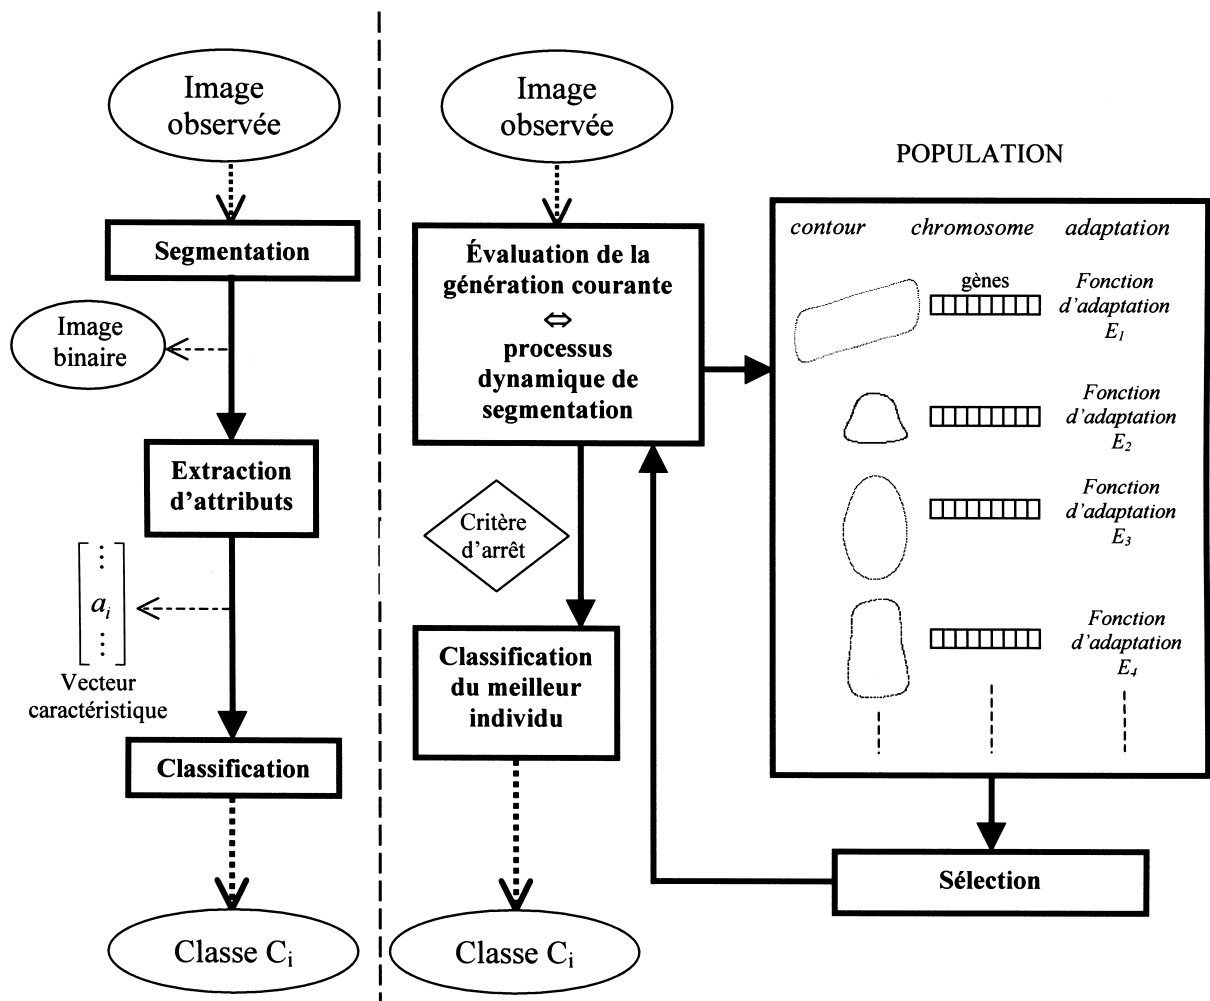 Image
observée
Segmentation
Image
binaire
Extraction
d'attributs
⋮
a_i
⋮
Vecteur
caractéristique
Classification
Classe C_i
Image
observée
Évaluation de la
génération courante
⇔
processus
dynamique de
segmentation
Critère
d'arrêt
Classification
du meilleur
individu
Classe C_i
POPULATION
contour chromosome adaptation
gènes
Fonction
d'adaptation
E_1
Fonction
d'adaptation
E_2
Fonction
d'adaptation
E_3
Fonction
d'adaptation
E_4
Sélection